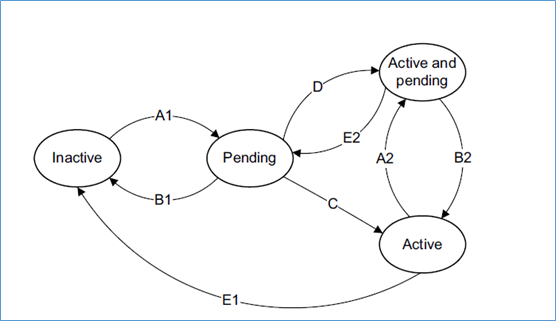 Active and
pending
D
A1
E2
Inactive
Pending
A2
B2
B1
C
Active
E1